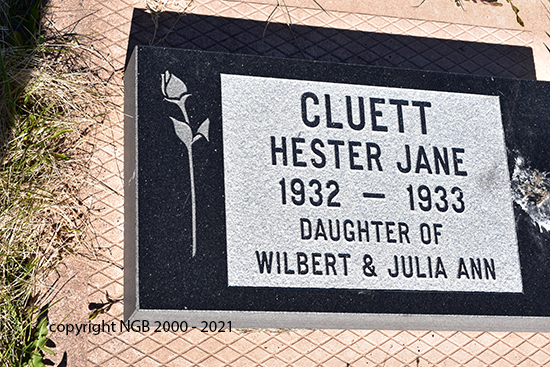 CLUETT
HESTER JANE
1932 — 1933
DAUGHTER OF
WILBERT & JULIA ANN
copyright NGB 2000 - 2021